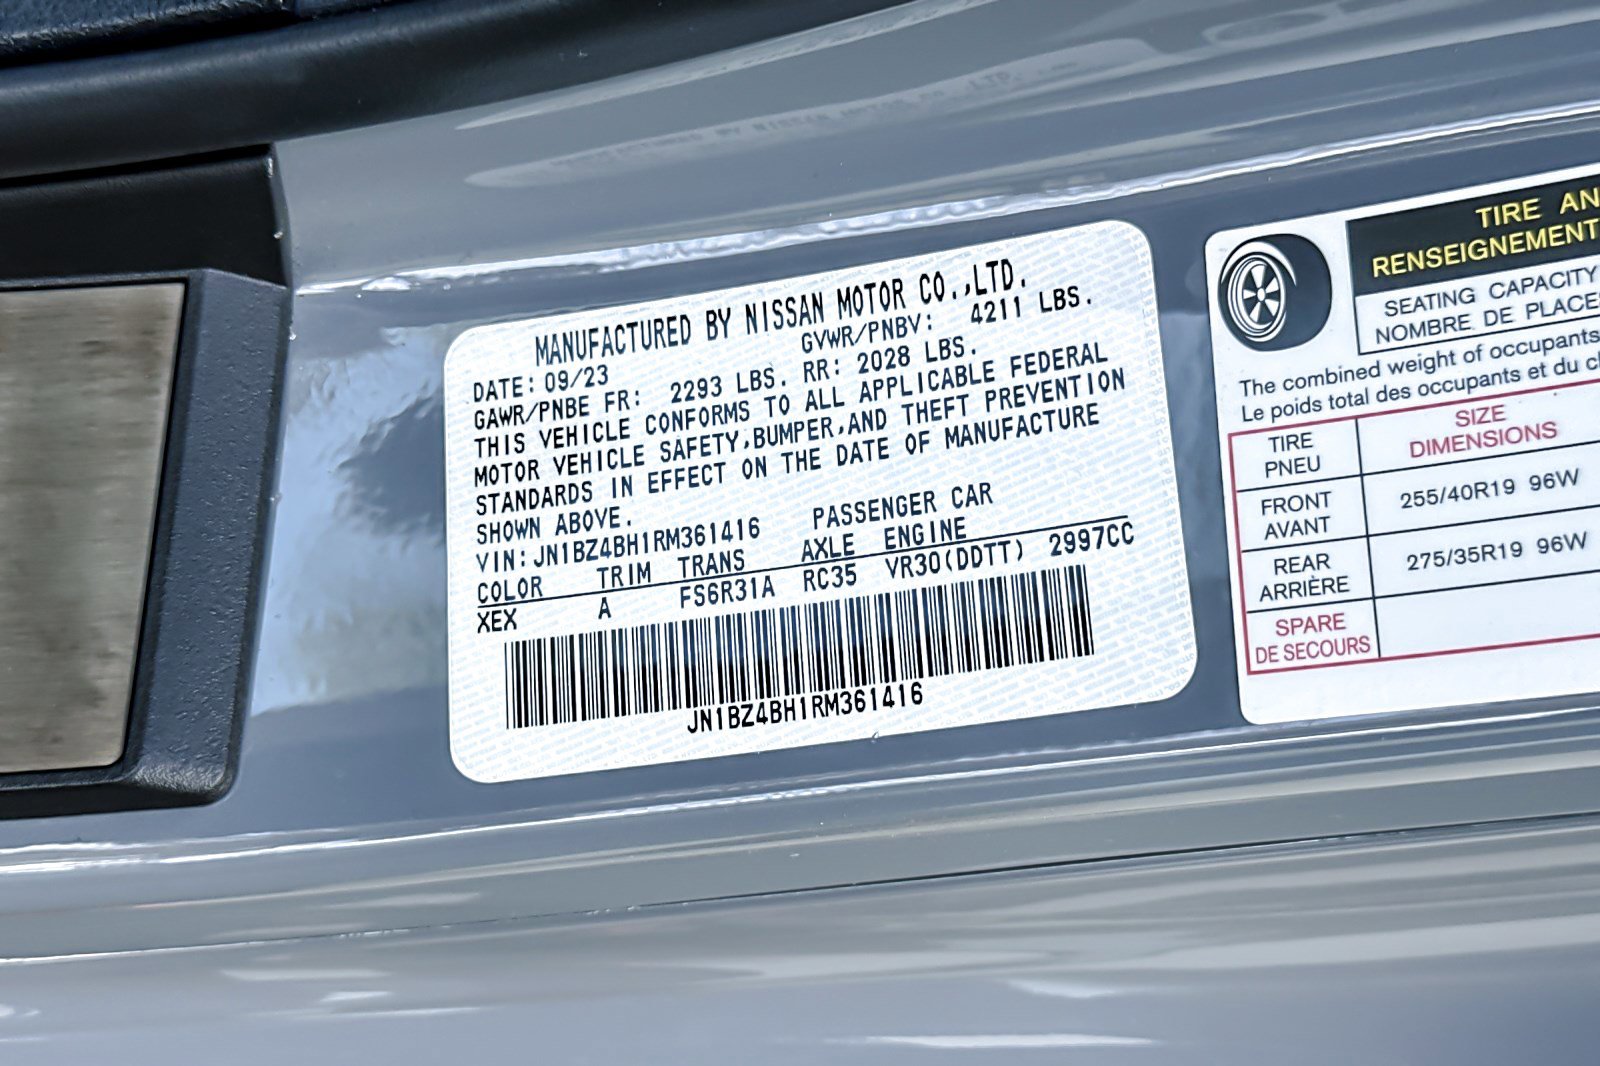 MANUFACTURED BY NISSAN MOTOR CO.,LTD.
DATE: 09/23 GVWR/PNBV: 4211 LBS.
GAWR/PNBE FR: 2293 LBS. RR: 2028 LBS.
THIS VEHICLE CONFORMS TO ALL APPLICABLE FEDERAL
MOTOR VEHICLE SAFETY,BUMPER,AND THEFT PREVENTION
STANDARDS IN EFFECT ON THE DATE OF MANUFACTURE
SHOWN ABOVE.
VIN:JN1BZ4BH1RM361416 PASSENGER CAR
COLOR TRIM TRANS AXLE ENGINE
XEX A FS6R31A RC35 VR30(DDTT) 2997CC
JN1BZ4BH1RM361416
TIRE AN
RENSEIGNEMENT
SEATING CAPACITY
NOMBRE DE PLACE
The combined weight of occupants
Le poids total des occupants et du c
TIRE
PNEU
SIZE
DIMENSIONS
FRONT
AVANT
255/40R19 96W
REAR
ARRIÈRE
275/35R19 96W
SPARE
DE SECOURS